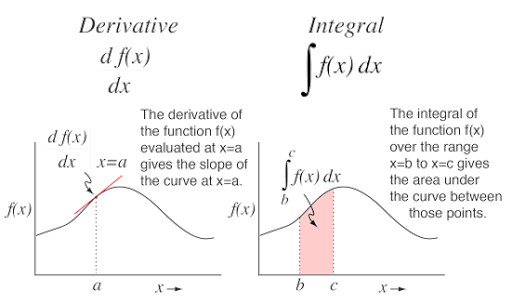 Derivative
d f(x)
dx
The derivative of
the function f(x)
evaluated at x=a
gives the slope of
the curve at x=a.
d f(x)
dx x=a
f(x)
a
x→
Integral
∫ f(x) dx
The integral of
the function f(x)
over the range
x=b to x=c gives
the area under
the curve between
those points.
c
∫ f(x) dx
b
f(x)
b c x→